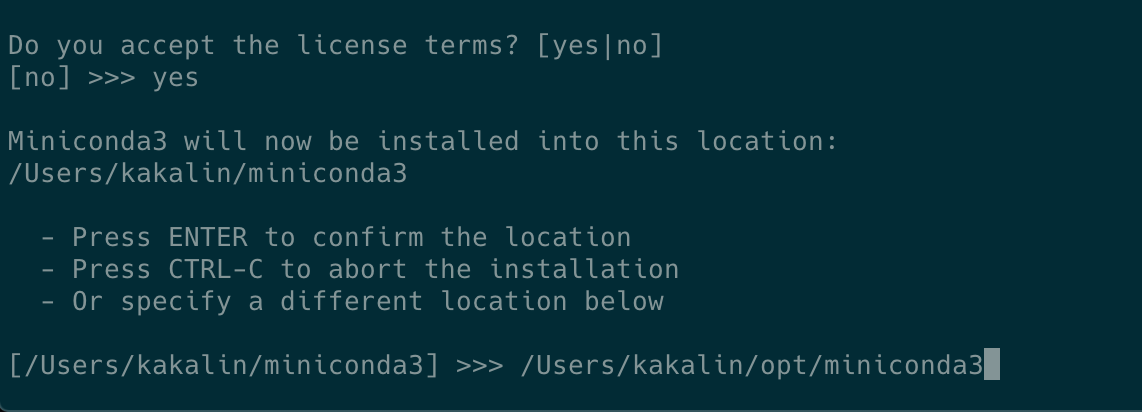 Do you accept the license terms? [yes|no]
[no] >>> yes
Miniconda3 will now be installed into this location:
/Users/kakalin/miniconda3
- Press ENTER to confirm the location
- Press CTRL-C to abort the installation
- Or specify a different location below
[/Users/kakalin/miniconda3] >>> /Users/kakalin/opt/miniconda3